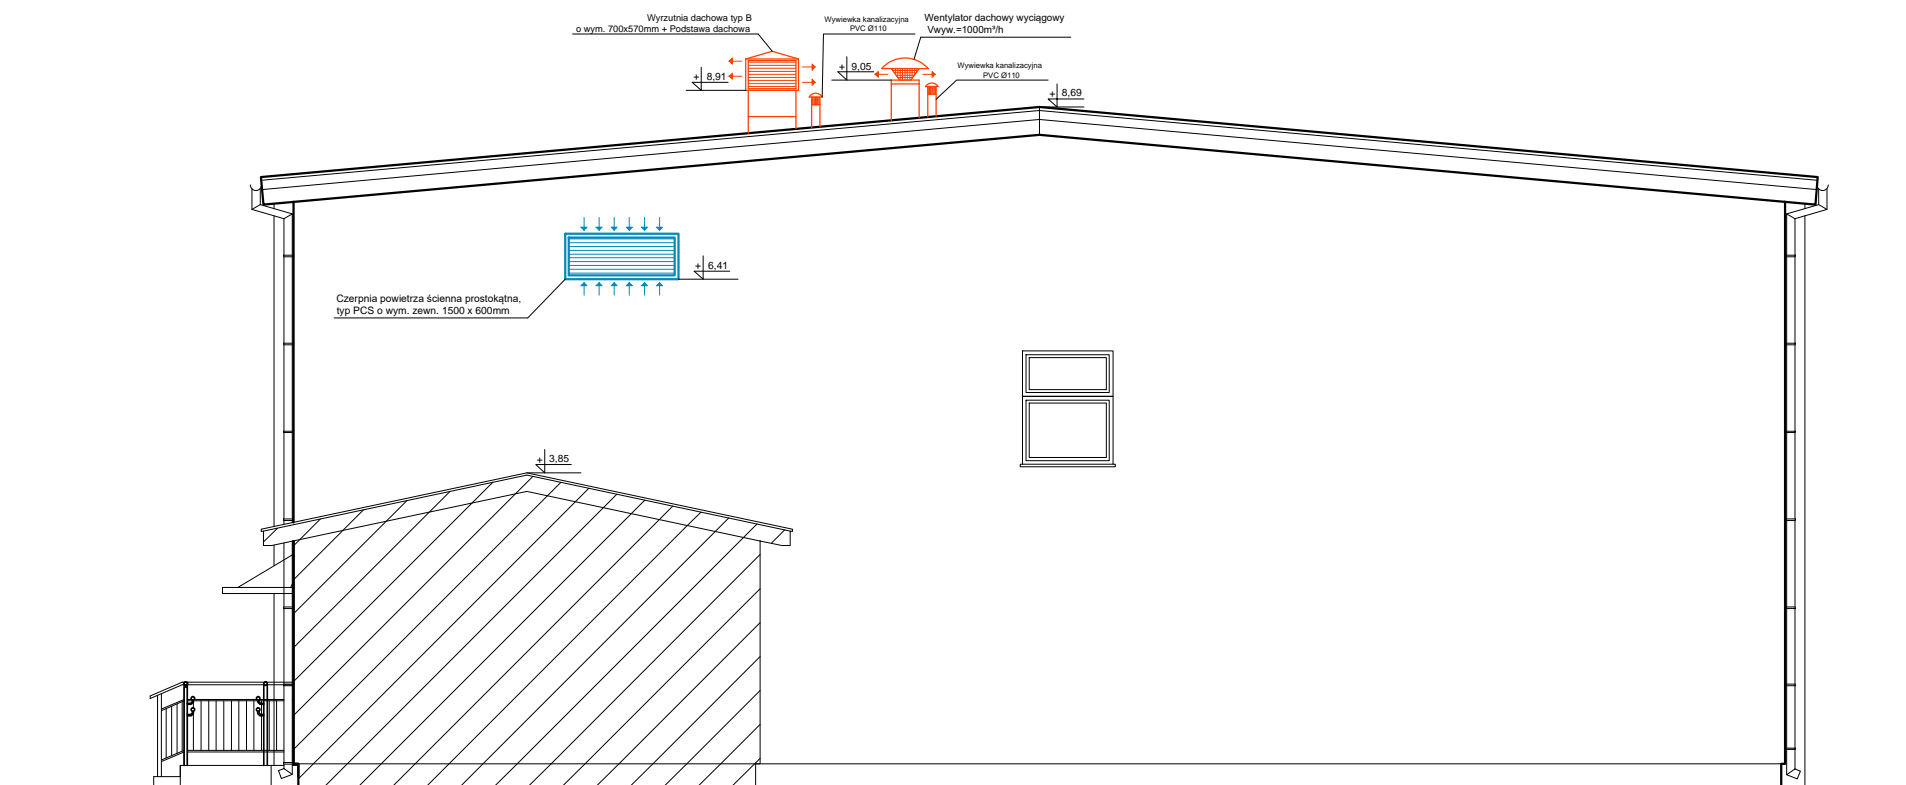 Wyrzutnia dachowa typ B
o wym. 700x570mm + Podstawa dachowa
Wywiewka kanalizacyjna
PVC Ø110
Wentylator dachowy wyciągowy
Vwyw.=1000m³/h
Wywiewka kanalizacyjna
PVC Ø110
+ 8,91
+ 9,05
+ 8,69
+ 6,41
Czerpnia powietrza ścienna prostokątna,
typ PCS o wym. zewn. 1500 x 600mm
+ 3,85